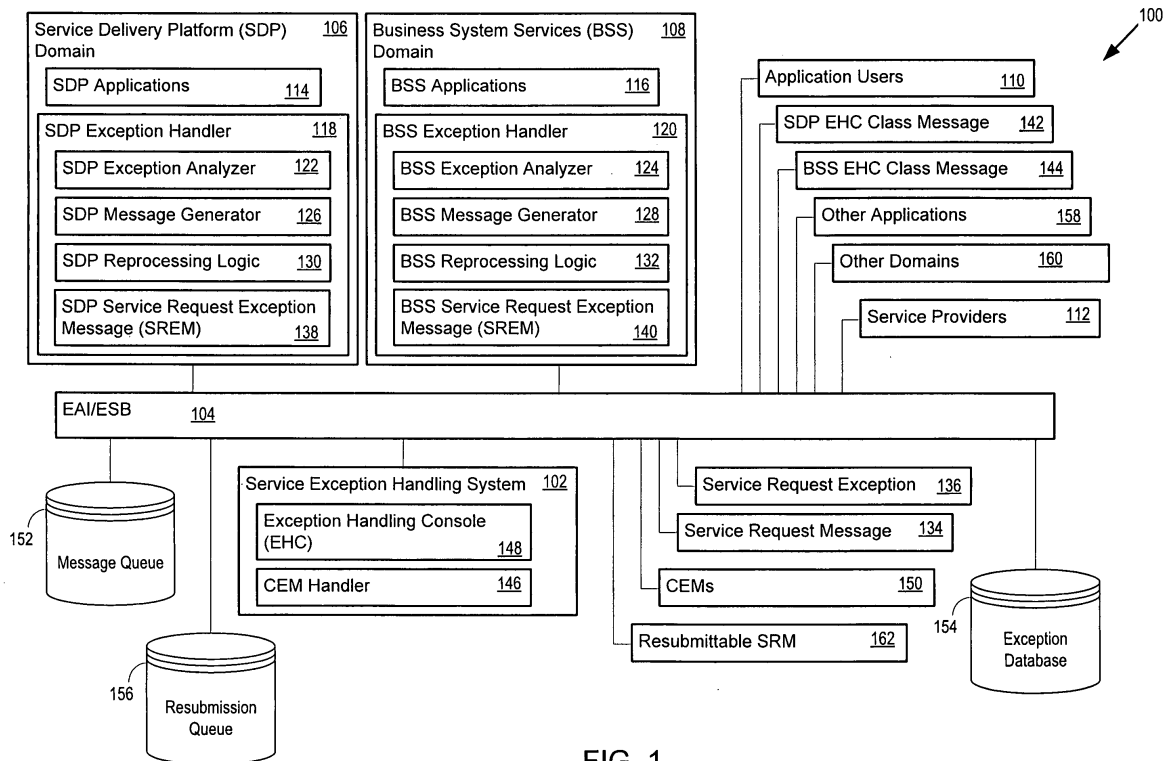 100
Service Delivery Platform (SDP) 106
Domain
SDP Applications 114
SDP Exception Handler 118
SDP Exception Analyzer 122
SDP Message Generator 126
SDP Reprocessing Logic 130
SDP Service Request Exception
Message (SREM) 138
Business System Services (BSS) 108
Domain
BSS Applications 116
BSS Exception Handler 120
BSS Exception Analyzer 124
BSS Message Generator 128
BSS Reprocessing Logic 132
BSS Service Request Exception
Message (SREM) 140
Application Users 110
SDP EHC Class Message 142
BSS EHC Class Message 144
Other Applications 158
Other Domains 160
Service Providers 112
EAI/ESB 104
152
Message Queue
156
Resubmission
Queue
Service Exception Handling System 102
Exception Handling Console
(EHC) 148
CEM Handler 146
Service Request Exception 136
Service Request Message 134
CEMs 150
Resubmittable SRM 162
154
Exception
Database
FIG. 1